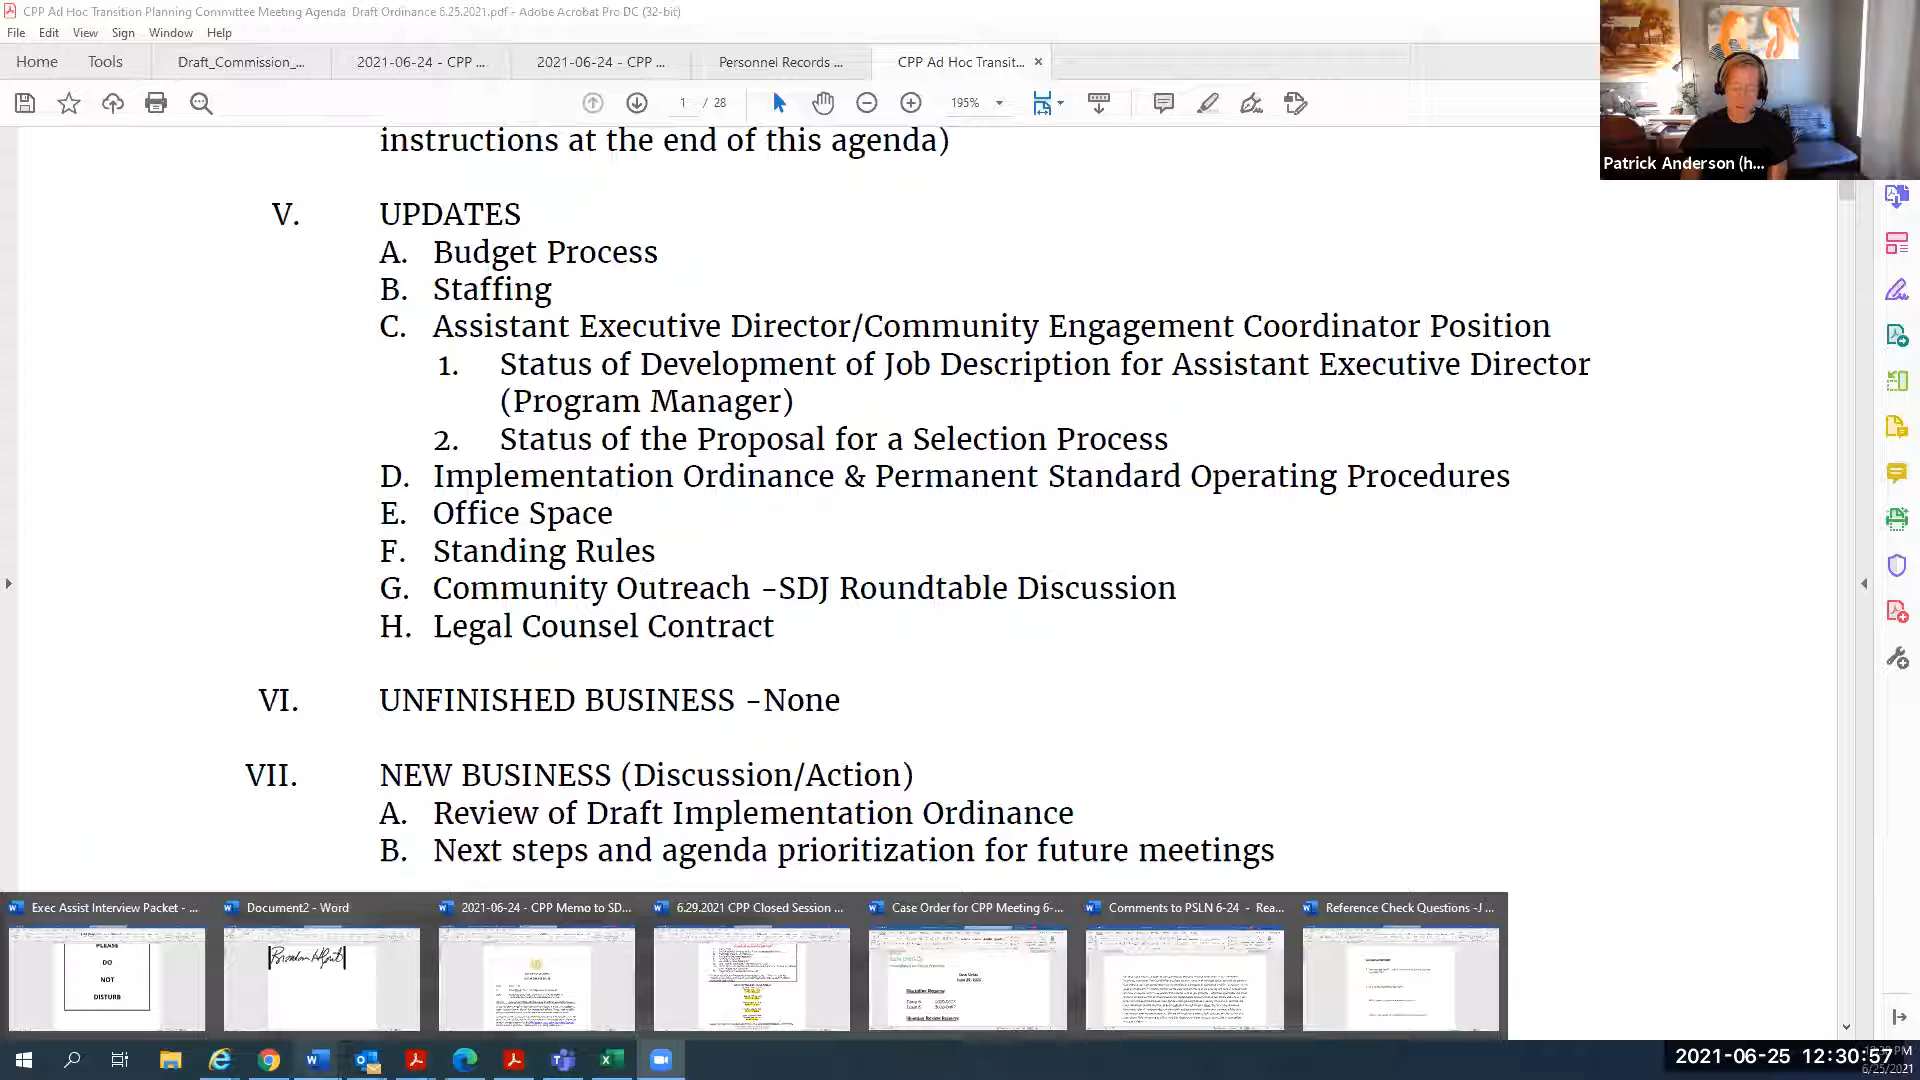 CPP Ad Hoc Transition Planning Committee Meeting Agenda  Draft Ordinance 6.25.2021.pdf - Adobe Acrobat Pro DC (32-bit)
File Edit View Sign Window Help
Home Tools Draft_Commission_... 2021-06-24 - CPP ... 2021-06-24 - CPP ... Personnel Records ... CPP Ad Hoc Transit... ×
1 / 28 195%
Patrick Anderson (h...
instructions at the end of this agenda)
V. UPDATES
A. Budget Process
B. Staffing
C. Assistant Executive Director/Community Engagement Coordinator Position
1. Status of Development of Job Description for Assistant Executive Director
(Program Manager)
2. Status of the Proposal for a Selection Process
D. Implementation Ordinance & Permanent Standard Operating Procedures
E. Office Space
F. Standing Rules
G. Community Outreach -SDJ Roundtable Discussion
H. Legal Counsel Contract
VI. UNFINISHED BUSINESS -None
VII. NEW BUSINESS (Discussion/Action)
A. Review of Draft Implementation Ordinance
B. Next steps and agenda prioritization for future meetings
Exec Assist Interview Packet - ... Document2 - Word 2021-06-24 - CPP Memo to SD... 6.29.2021 CPP Closed Session ... Case Order for CPP Meeting 6-... Comments to PSLN 6-24 - Rea... Reference Check Questions -J ...
PLEASE
DO
NOT
DISTURB
2021-06-25 12:30:57
6/25/2021